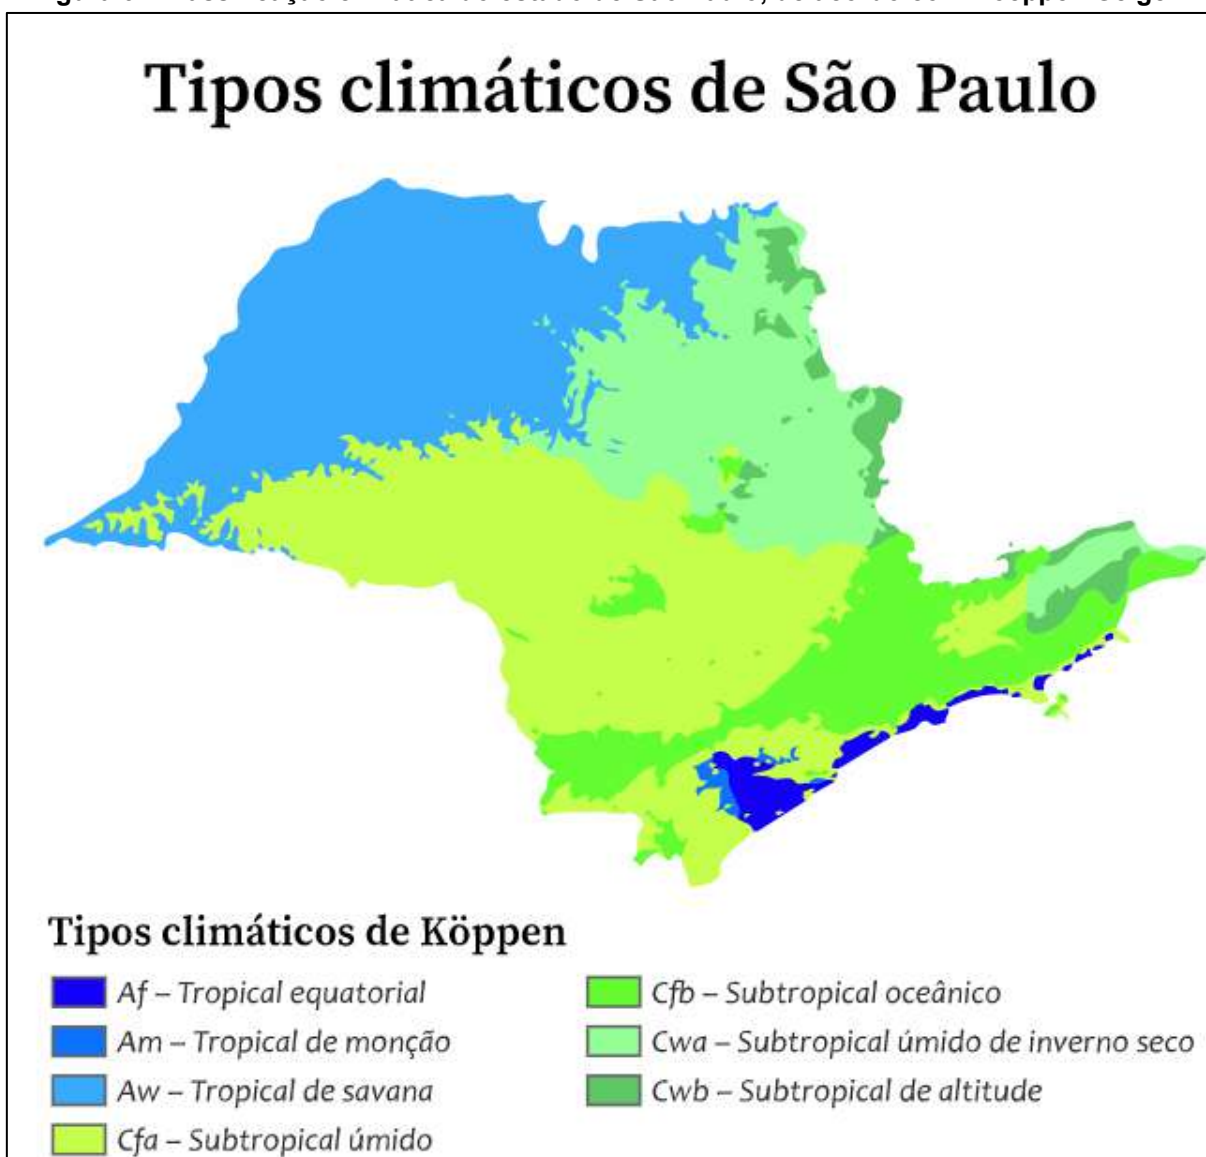 Tipos climáticos de São Paulo
Tipos climáticos de Köppen
Af – Tropical equatorial
Am – Tropical de monção
Aw – Tropical de savana
Cfa – Subtropical úmido
Cfb – Subtropical oceânico
Cwa – Subtropical úmido de inverno seco
Cwb – Subtropical de altitude